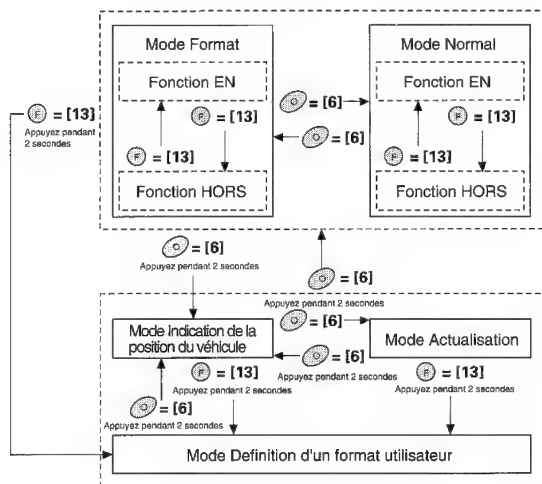 Mode Format
Mode Normal
Fonction EN
Fonction EN
O = [6]
F = [13]
Appuyez pendant
2 secondes
F = [13]
F = [13]
O = [6]
F = [13]
F = [13]
Fonction HORS
Fonction HORS
O = [6]
Appuyez pendant 2 secondes
O = [6]
Appuyez pendant 2 secondes
Mode Indication de la
position du véhicule
O = [6]
Mode Actualisation
O = [6]
Appuyez pendant 2 secondes
F = [13]
Appuyez pendant 2 secondes
F = [13]
Appuyez pendant 2 secondes
O = [6]
Appuyez pendant 2 secondes
Mode Definition d'un format utilisateur